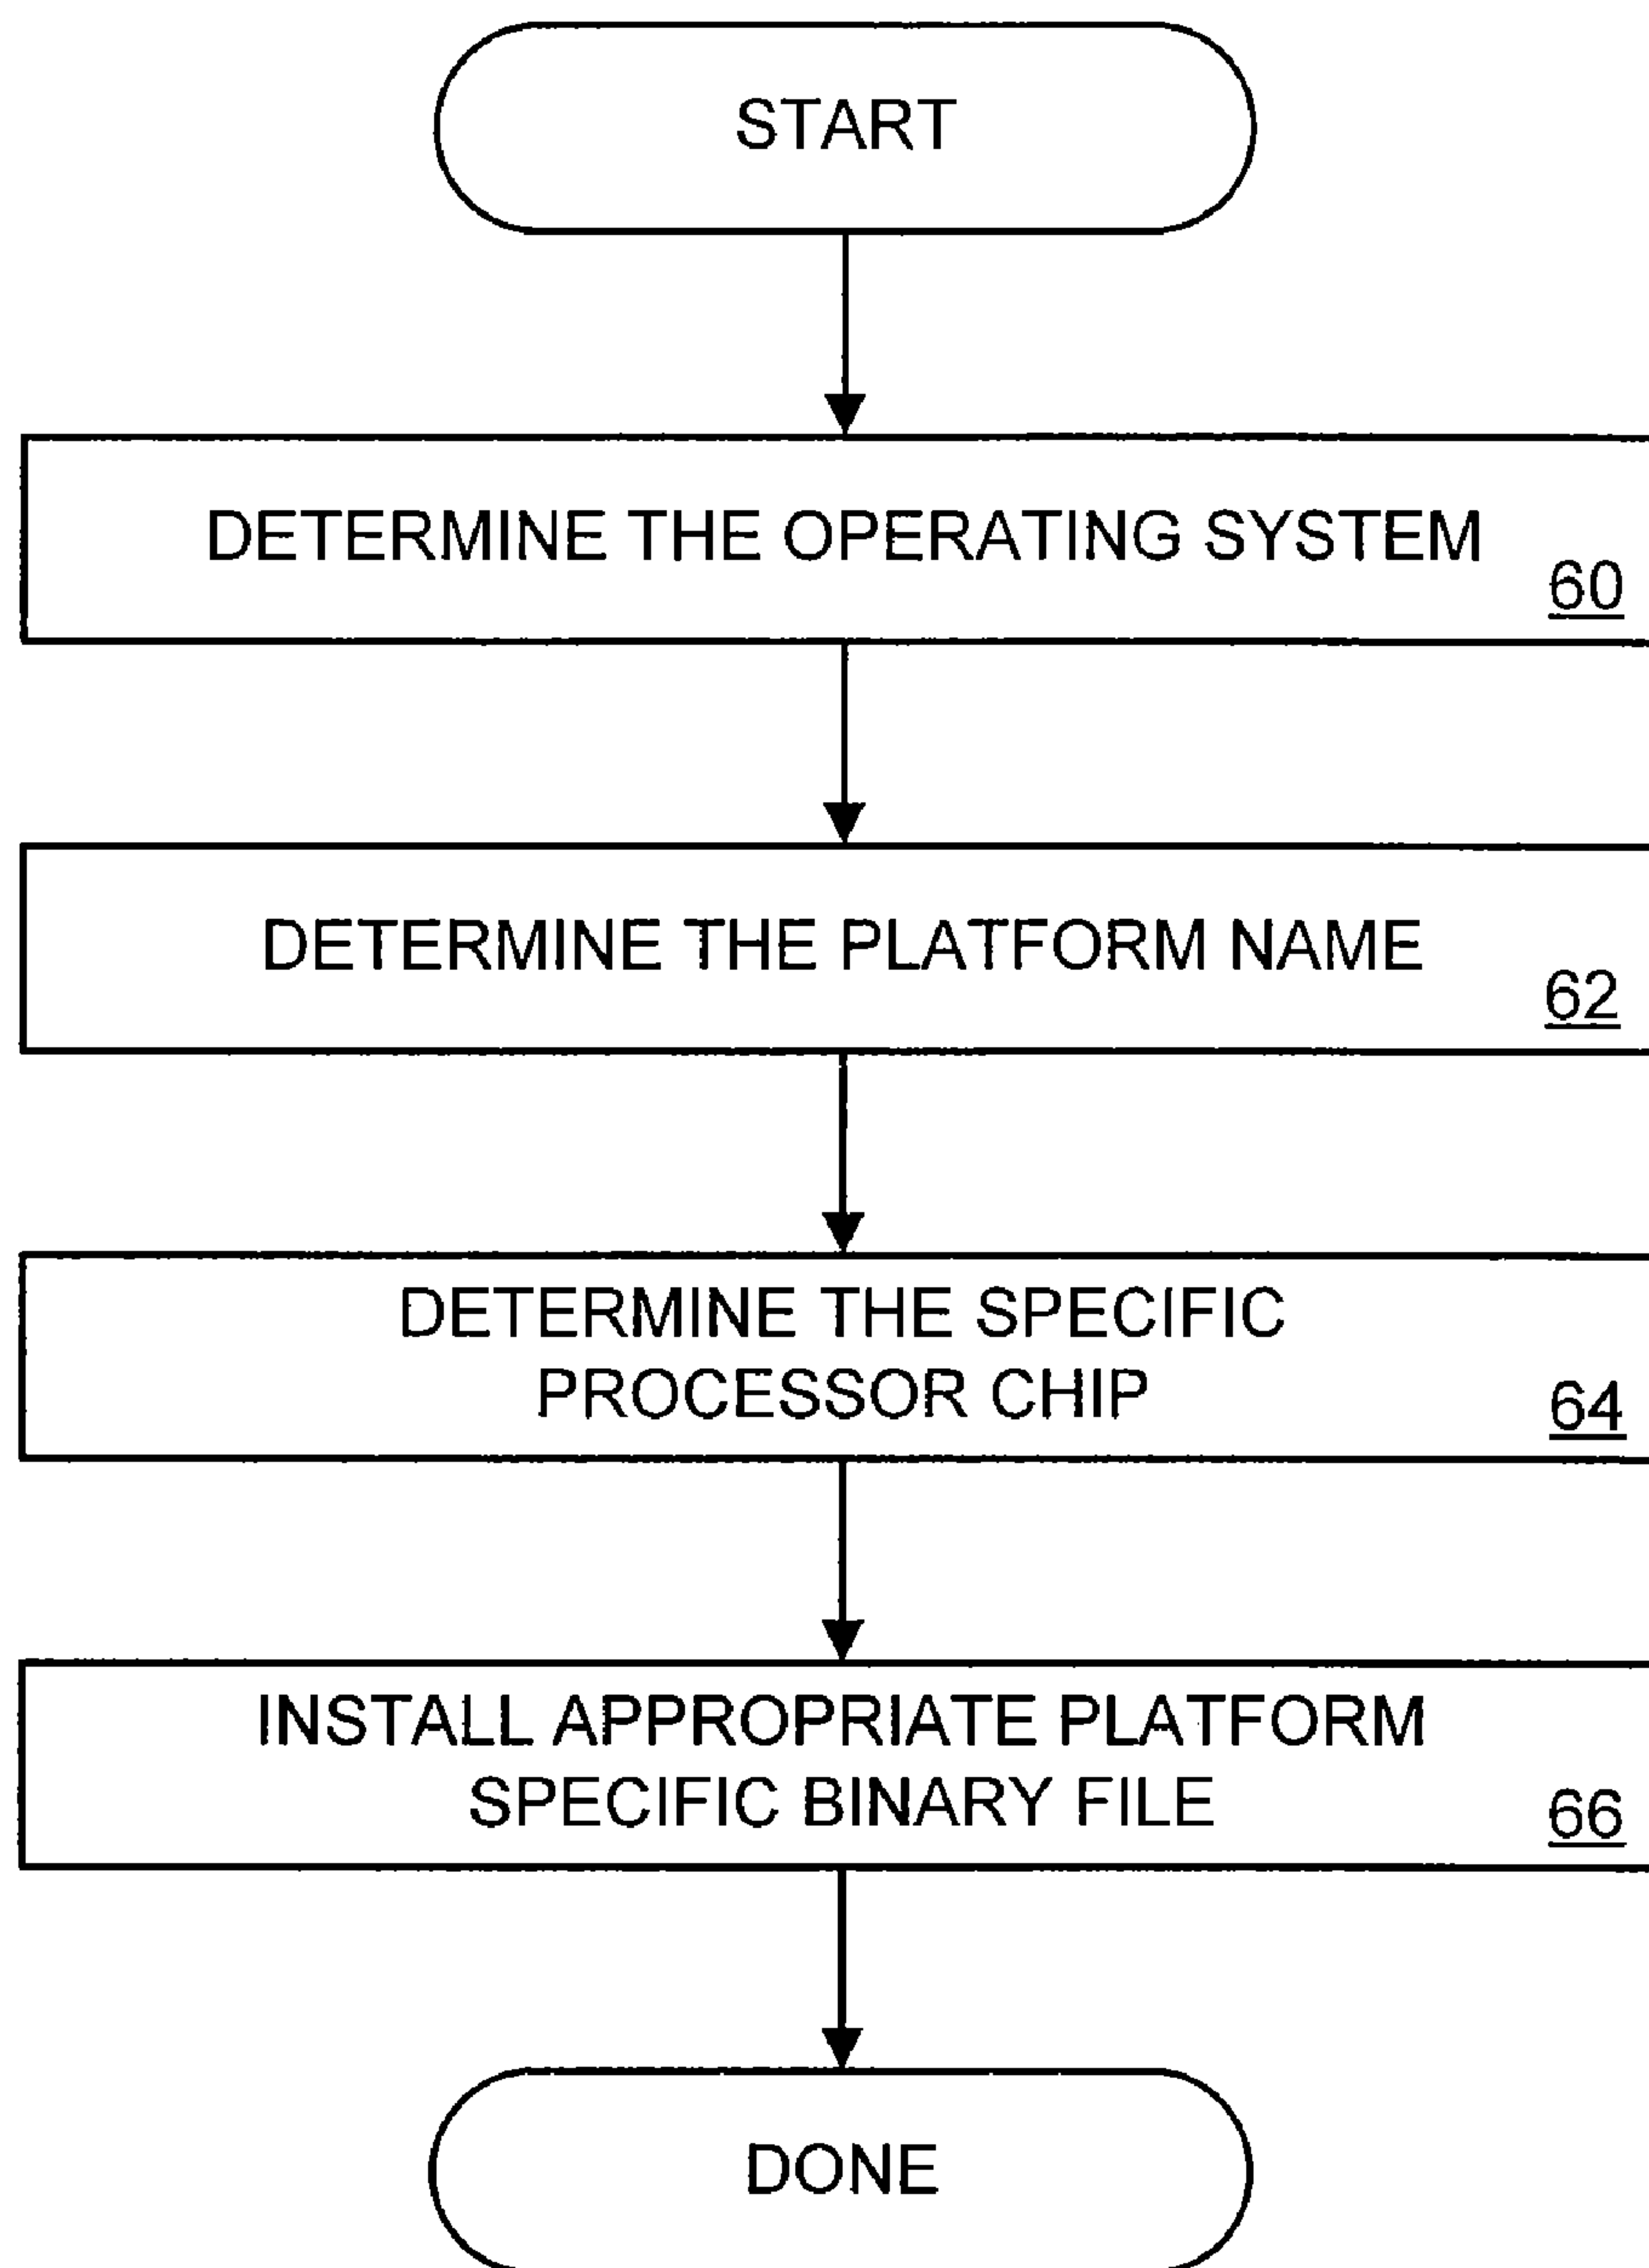 START
DETERMINE THE OPERATING SYSTEM
60
DETERMINE THE PLATFORM NAME
62
DETERMINE THE SPECIFIC
PROCESSOR CHIP
64
INSTALL APPROPRIATE PLATFORM
SPECIFIC BINARY FILE
66
DONE